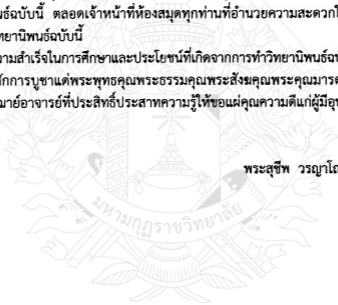 พนธ์ฉบับนี้ ตลอดเจ้าหน้าที่ห้องสมุดทุกท่านที่อำนวยความสะดวกใ
ทยานิพนธ์ฉบับนี้
วามสำเร็จในการศึกษาและประโยชน์ที่เกิดจากการทำวิทยานิพนธ์ฉบ
ักการบูชาแด่พระพุทธคุณพระธรรมคุณพระสังฆคุณพระคุณมารด
ณาย์อาจารย์ที่ประสิทธิ์ประสาทความรู้ให้ขอแผ่คุณความดีแก่ผู้มีอุป
พระสุชีพ วรญาโณ
มหามกุฏราชวิทยาลัย